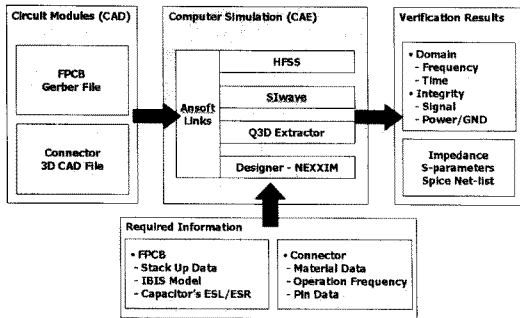 Circuit Modules (CAD)
FPCB
Gerber File
Connector
3D CAD File
Computer Simulation (CAE)
Ansoft
Links
HFSS
SIwave
Q3D Extractor
Designer - NEXXIM
Verification Results
• Domain
- Frequency
- Time
• Integrity
- Signal
- Power/GND
Impedance
S-parameters
Spice Net-list
Required Information
• FPCB
- Stack Up Data
- IBIS Model
- Capacitor's ESL/ESR
• Connector
- Material Data
- Operation Frequency
- Pin Data